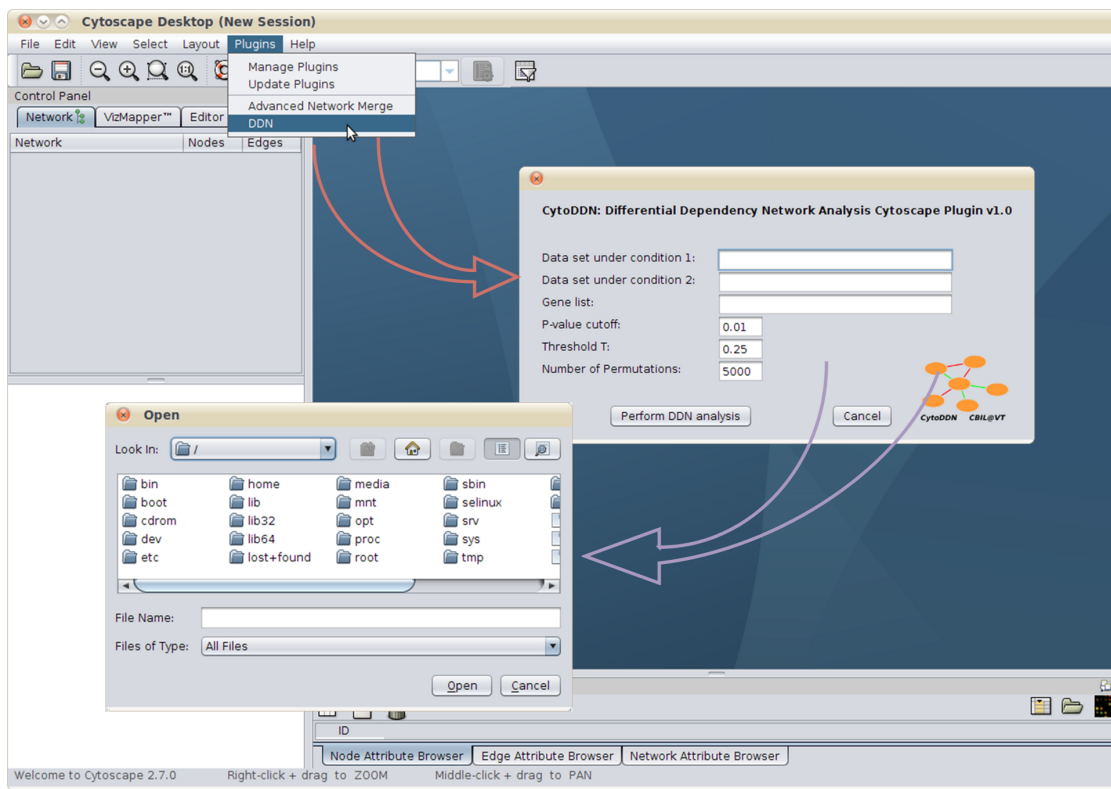 Cytoscape Desktop (New Session)
File Edit View Select Layout Plugins Help
Manage Plugins
Update Plugins
Advanced Network Merge
DDN
Control Panel
Network VizMapper™ Editor
Network Nodes Edges
CytoDDN: Differential Dependency Network Analysis Cytoscape Plugin v1.0
Data set under condition 1:
Data set under condition 2:
Gene list:
P-value cutoff: 0.01
Threshold T: 0.25
Number of Permutations: 5000
Perform DDN analysis Cancel
CytoDDN CBIL@VT
Open
Look In: /
bin home media sbin
boot lib mnt selinux
cdrom lib32 opt srv
dev lib64 proc sys
etc lost+found root tmp
File Name:
Files of Type: All Files
Open Cancel
ID
Node Attribute Browser Edge Attribute Browser Network Attribute Browser
Welcome to Cytoscape 2.7.0 Right-click + drag to ZOOM Middle-click + drag to PAN